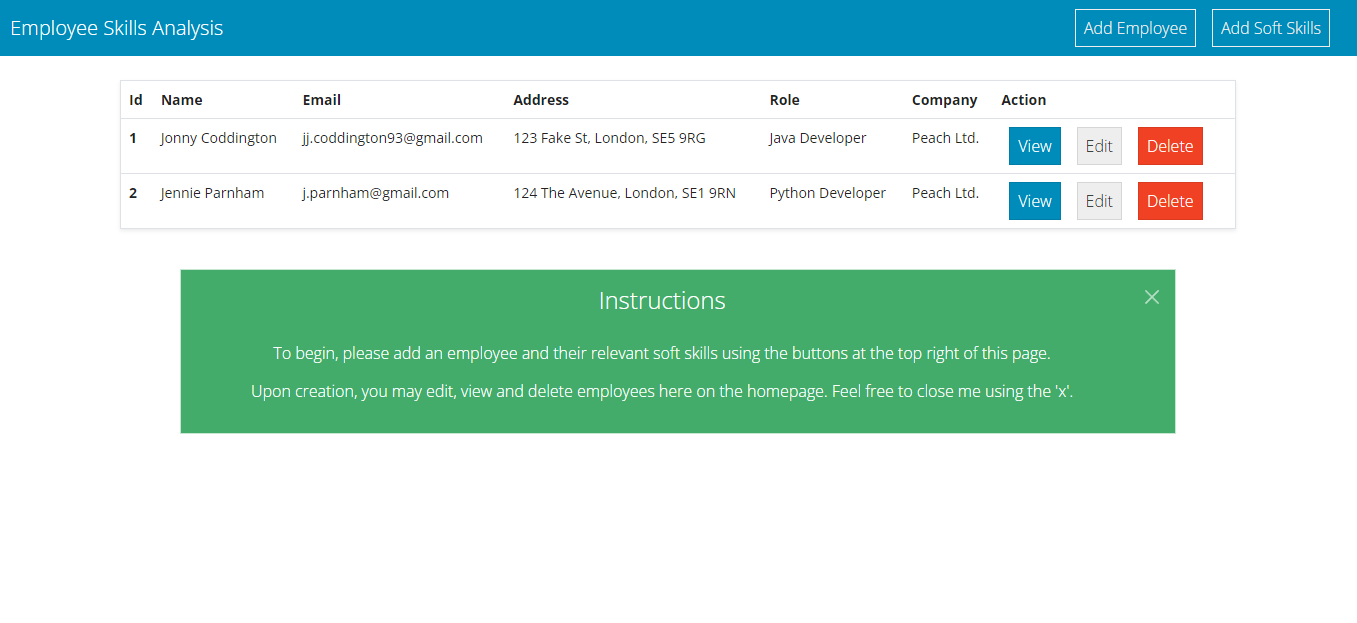 Employee Skills Analysis Add Employee Add Soft Skills
Id Name Email Address Role Company Action
1 Jonny Coddington jj.coddington93@gmail.com 123 Fake St, London, SE5 9RG Java Developer Peach Ltd. View Edit Delete
2 Jennie Parnham j.parnham@gmail.com 124 The Avenue, London, SE1 9RN Python Developer Peach Ltd. View Edit Delete
Instructions
To begin, please add an employee and their relevant soft skills using the buttons at the top right of this page.
Upon creation, you may edit, view and delete employees here on the homepage. Feel free to close me using the 'x'.